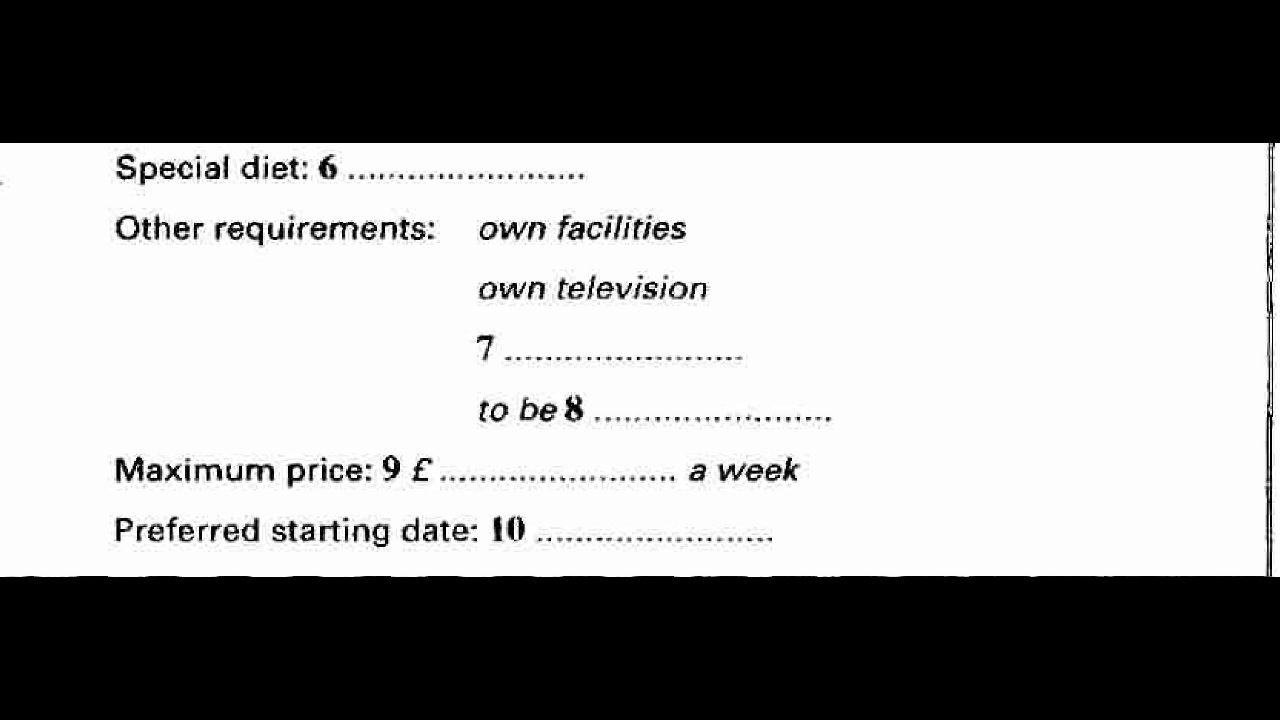 Special diet: 6 ........................
Other requirements: own facilities
own television
7 ........................
to be 8 ........................
Maximum price: 9 £ ........................ a week
Preferred starting date: 10 ........................